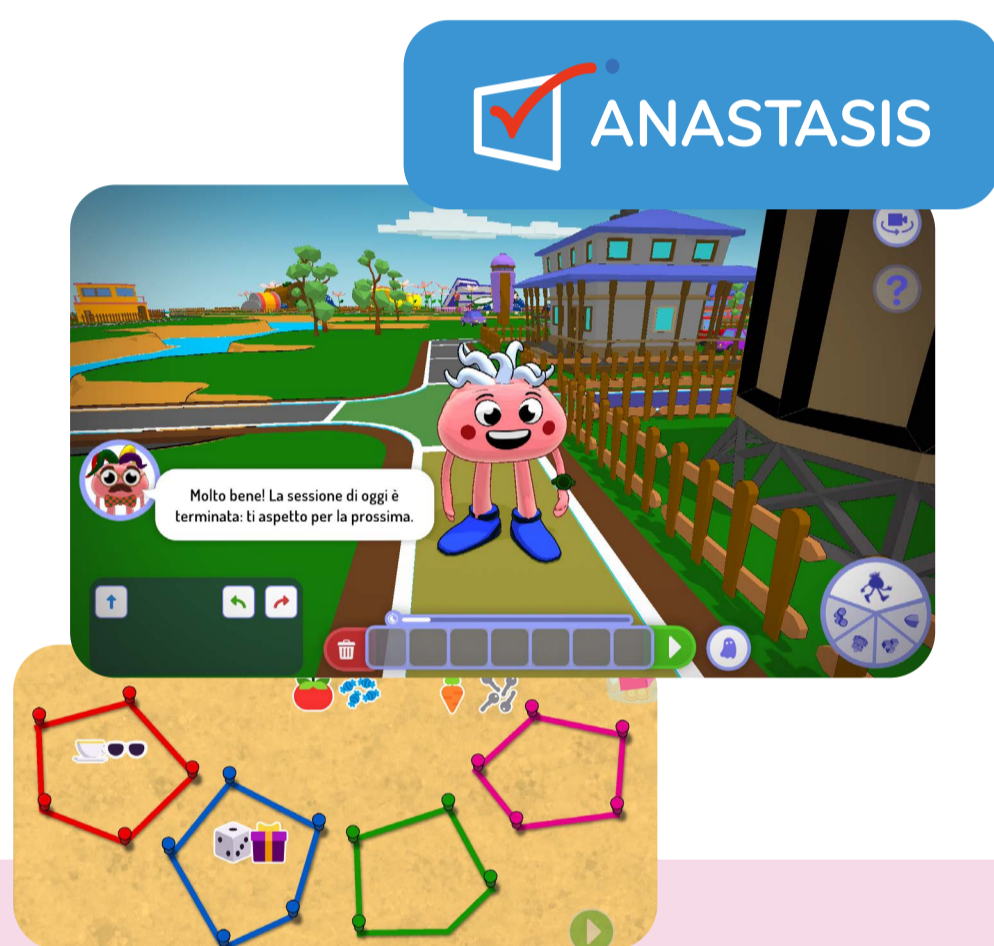 ANASTASIS
?
Molto bene! La sessione di oggi è
terminata: ti aspetto per la prossima.